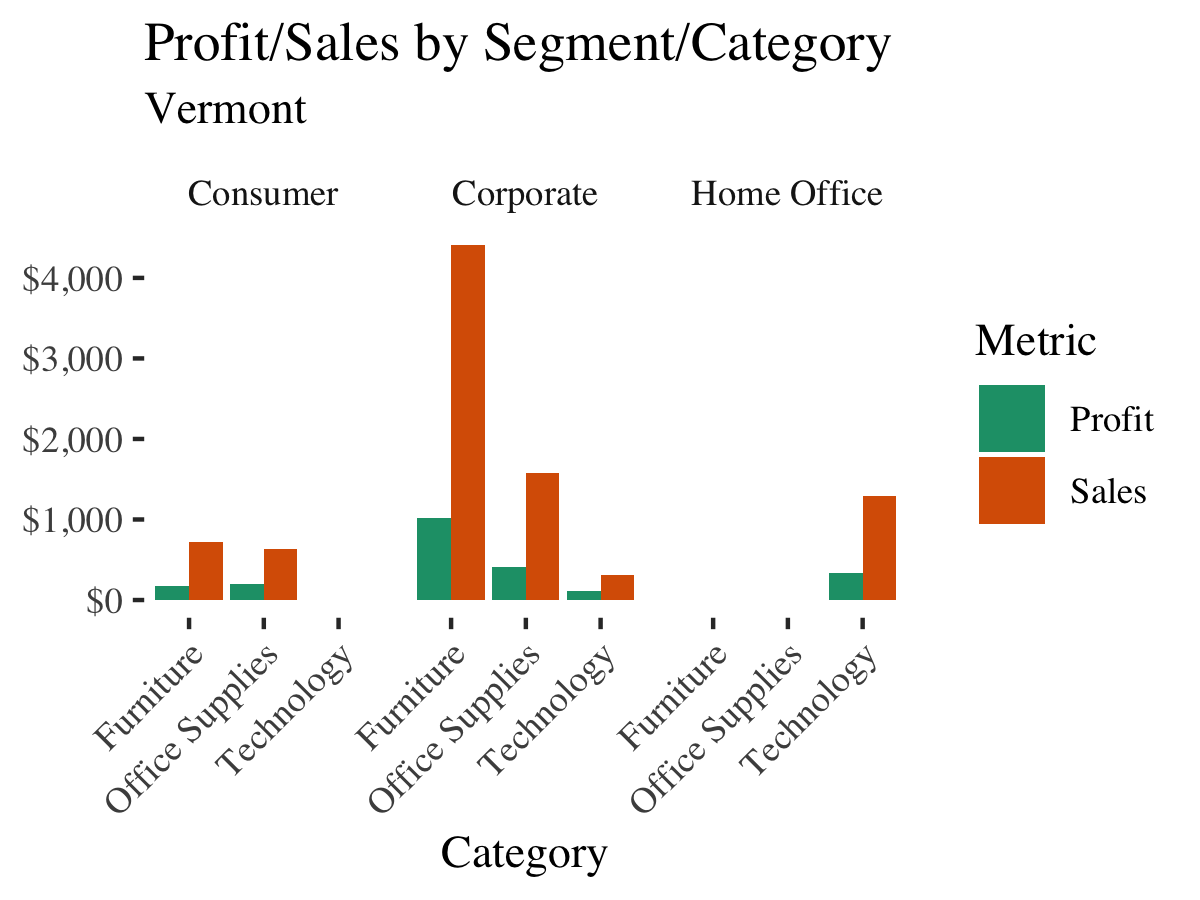 Profit/Sales by Segment/Category
Vermont
Consumer
Corporate
Home Office
$4,000
$3,000
$2,000
$1,000
$0
Furniture
Office Supplies
Technology
Furniture
Office Supplies
Technology
Furniture
Office Supplies
Technology
Category
Metric
Profit
Sales